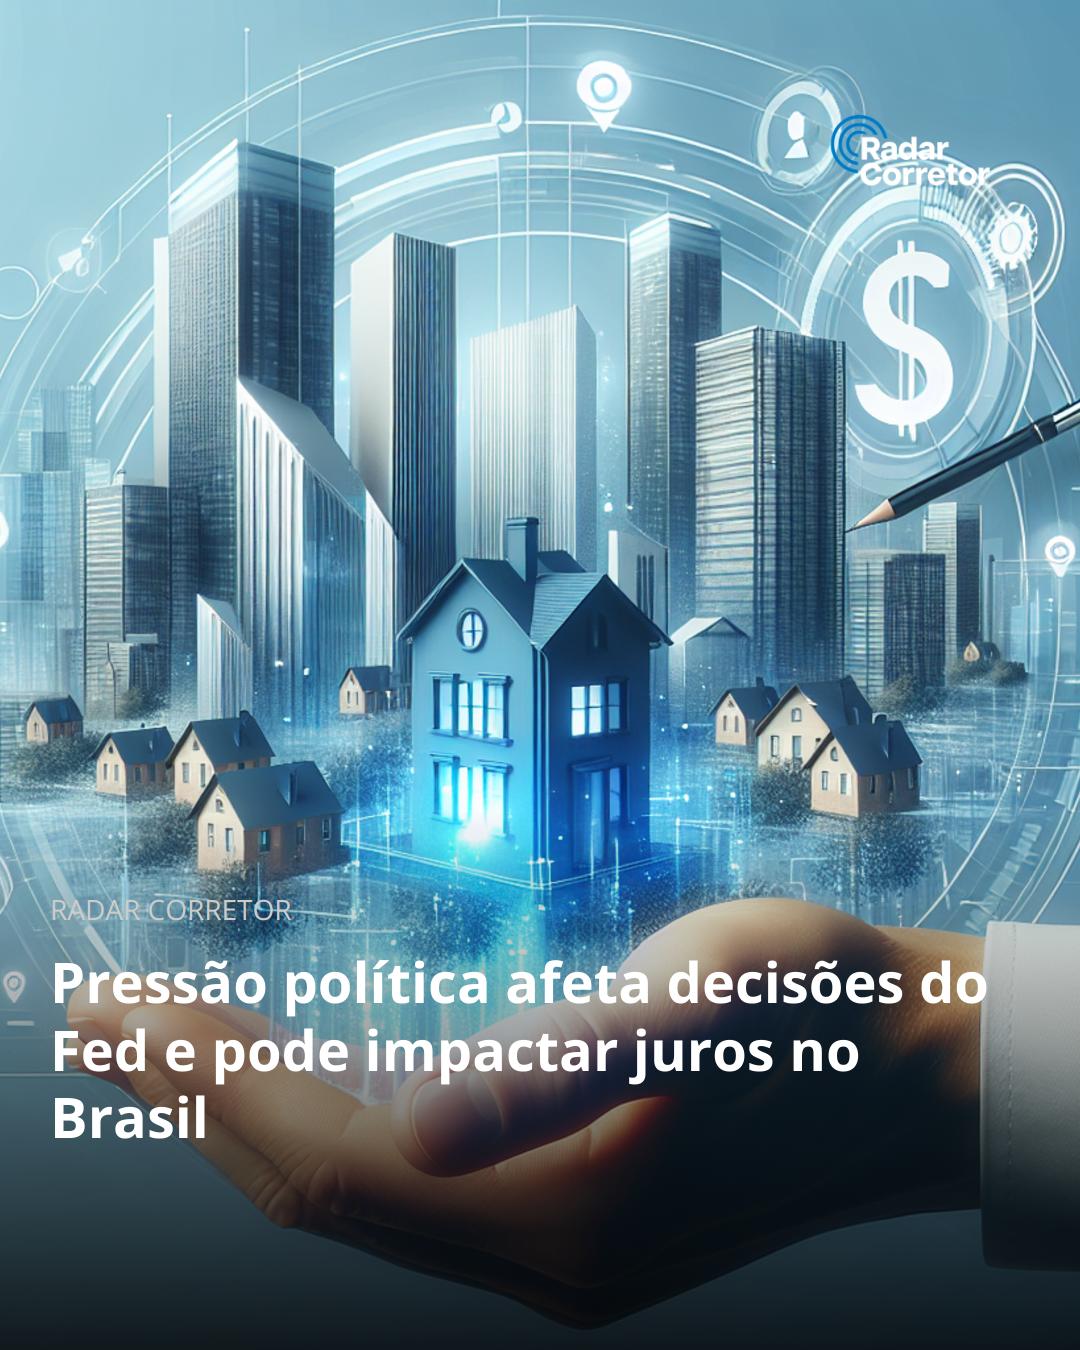 Radar
Corretor
$
RADAR CORRETOR
Pressão política afeta decisões do
Fed e pode impactar juros no
Brasil